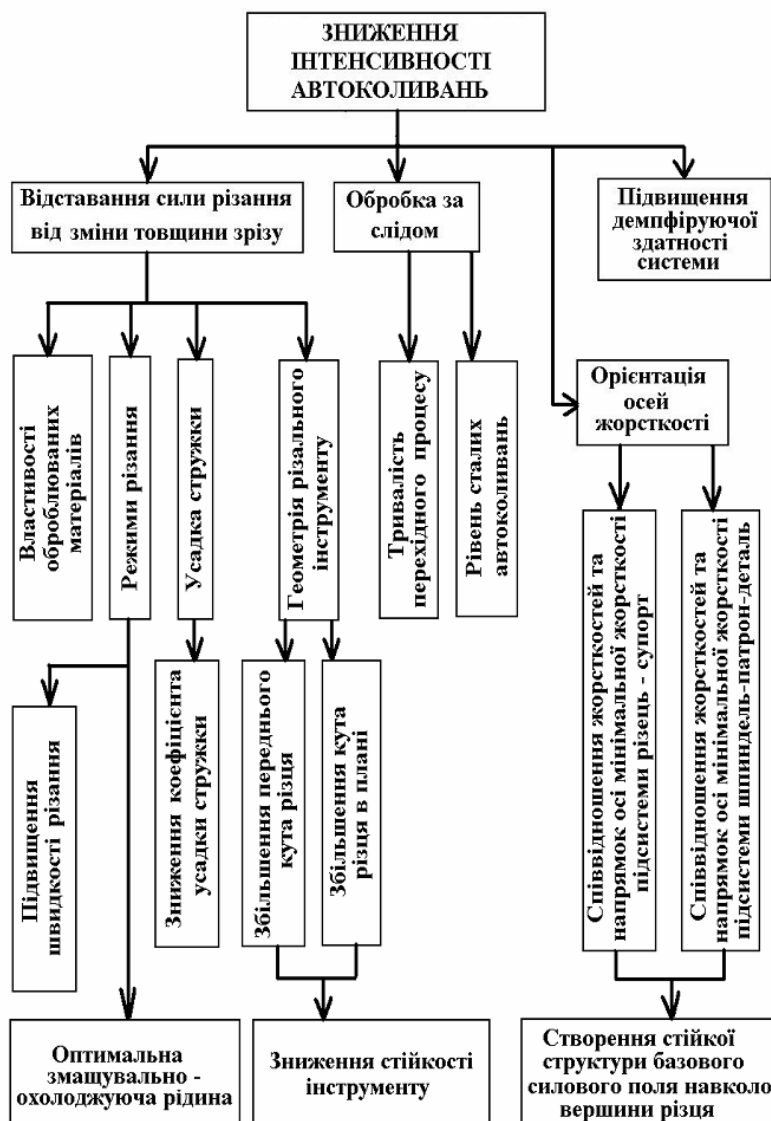 ЗНИЖЕННЯ
ІНТЕНСИВНОСТІ
АВТОКОЛИВАНЬ
Відставання сили різання
від зміни товщини зрізу
Обробка за
слідом
Підвищення
демпфіруючої
здатності
системи
Орієнтація
осей
жорсткості
Властивості
оброблюваних
матеріалів
Режими різання
Усадка стружки
Геометрія різального
інструменту
Тривалість
перехідного процесу
Рівень сталих
автоколивань
Підвищення
швидкості різання
Зниження коефіцієнта
усадки стружки
Збільшення переднього
кута різця
Збільшення кута
різця в плані
Співвідношення жорсткостей та
напрямок осі мінімальної жорсткості
підсистеми різець - супорт
Співвідношення жорсткостей та
напрямок осі мінімальної жорсткості
підсистеми шпиндель-патрон-деталь
Оптимальна
змащувально -
охолоджуюча рідина
Зниження стійкості
інструменту
Створення стійкої
структури базового
силового поля навколо
вершини різця